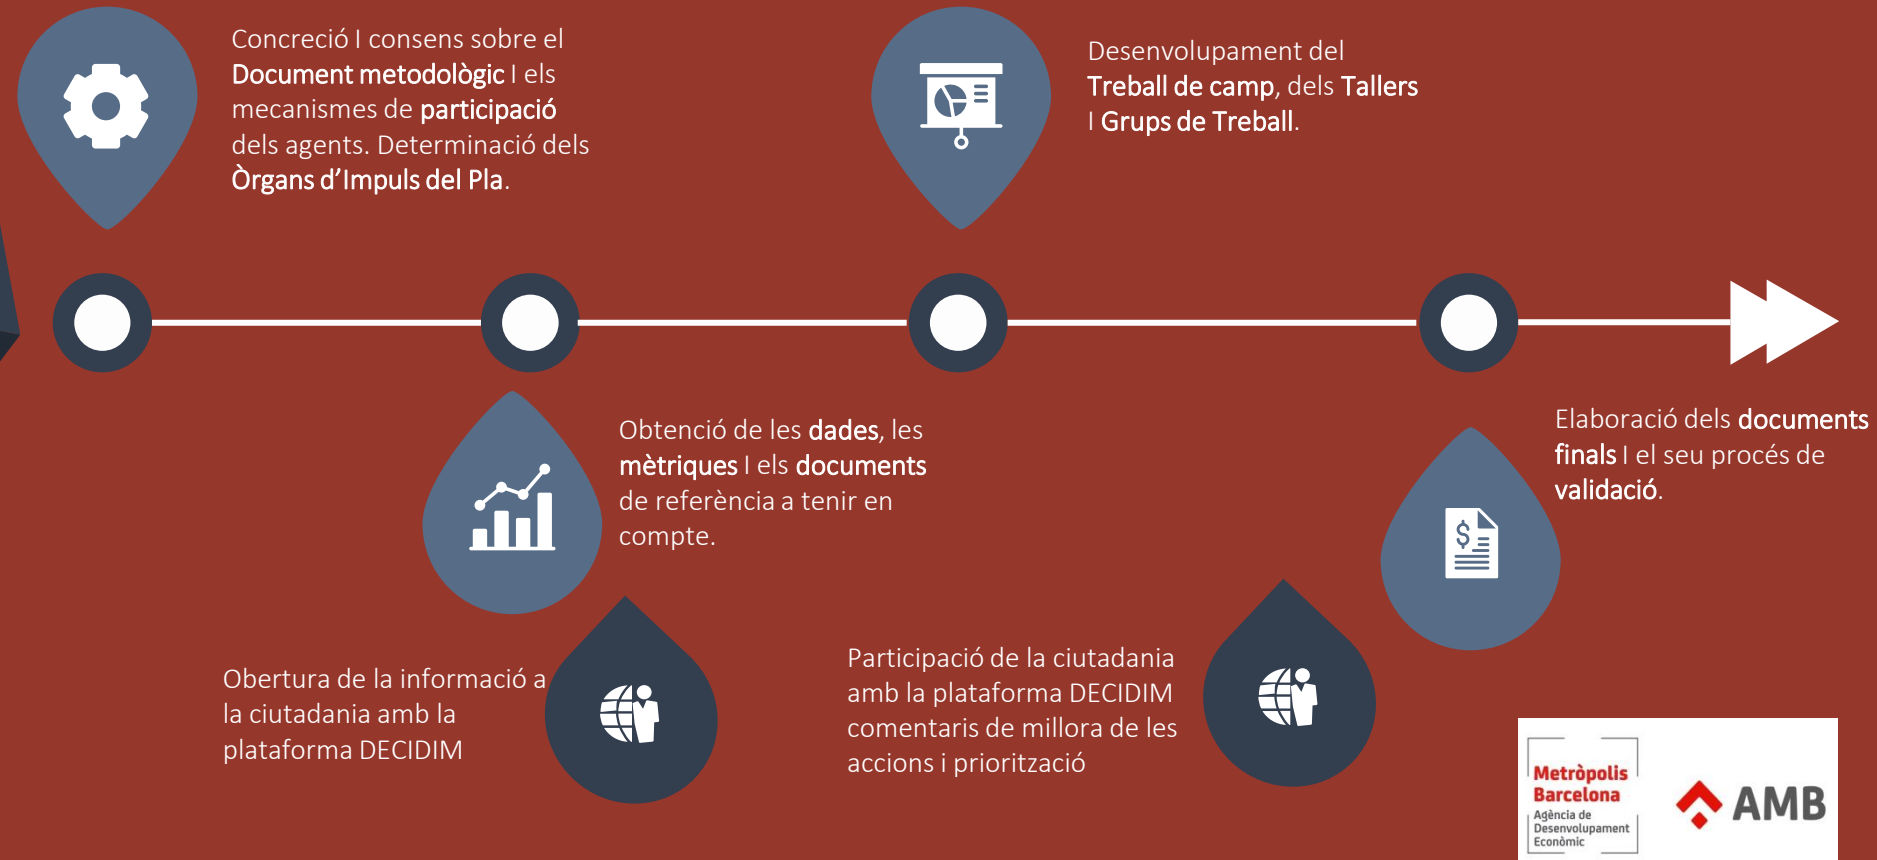 Concreció I consens sobre el
Document metodològic I els
mecanismes de participació
dels agents. Determinació dels
Òrgans d’Impuls del Pla.
Desenvolupament del
Treball de camp, dels Tallers
I Grups de Treball.
Obtenció de les dades, les
mètriques I els documents
de referència a tenir en
compte.
Elaboració dels documents
finals I el seu procés de
validació.
$
Obertura de la informació a
la ciutadania amb la
plataforma DECIDIM
Participació de la ciutadania
amb la plataforma DECIDIM
comentaris de millora de les
accions i priorització
Metròpolis
Barcelona
Agència de
Desenvolupament
Econòmic
AMB